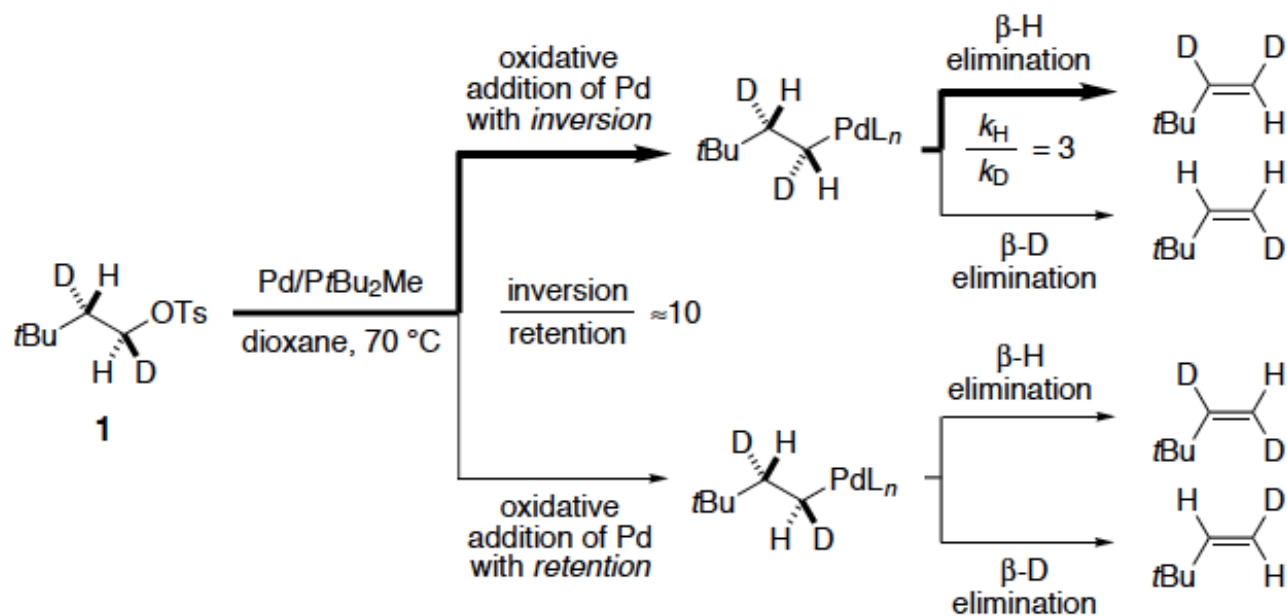 oxidative
addition of Pd
with inversion
D H
tBu
PdLn
D H
β-H
elimination
kH
kD
= 3
β-D
elimination
D D
tBu H
H H
tBu D
D H
OTs
tBu
H D
1
Pd/PtBu2Me
dioxane, 70 °C
inversion
retention
≈10
oxidative
addition of Pd
with retention
D H
tBu
PdLn
H D
β-H
elimination
β-D
elimination
D H
tBu D
H D
tBu H